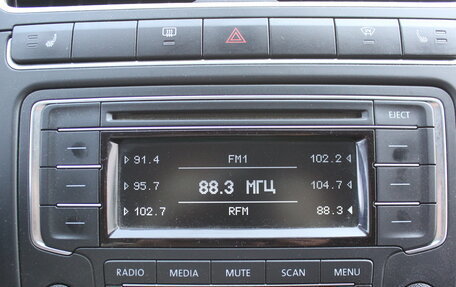 EJECT
91.4 FM1 102.2
95.7 88.3 МГЦ 104.7
102.7 RFM 88.3
RADIO MEDIA MUTE SCAN MENU